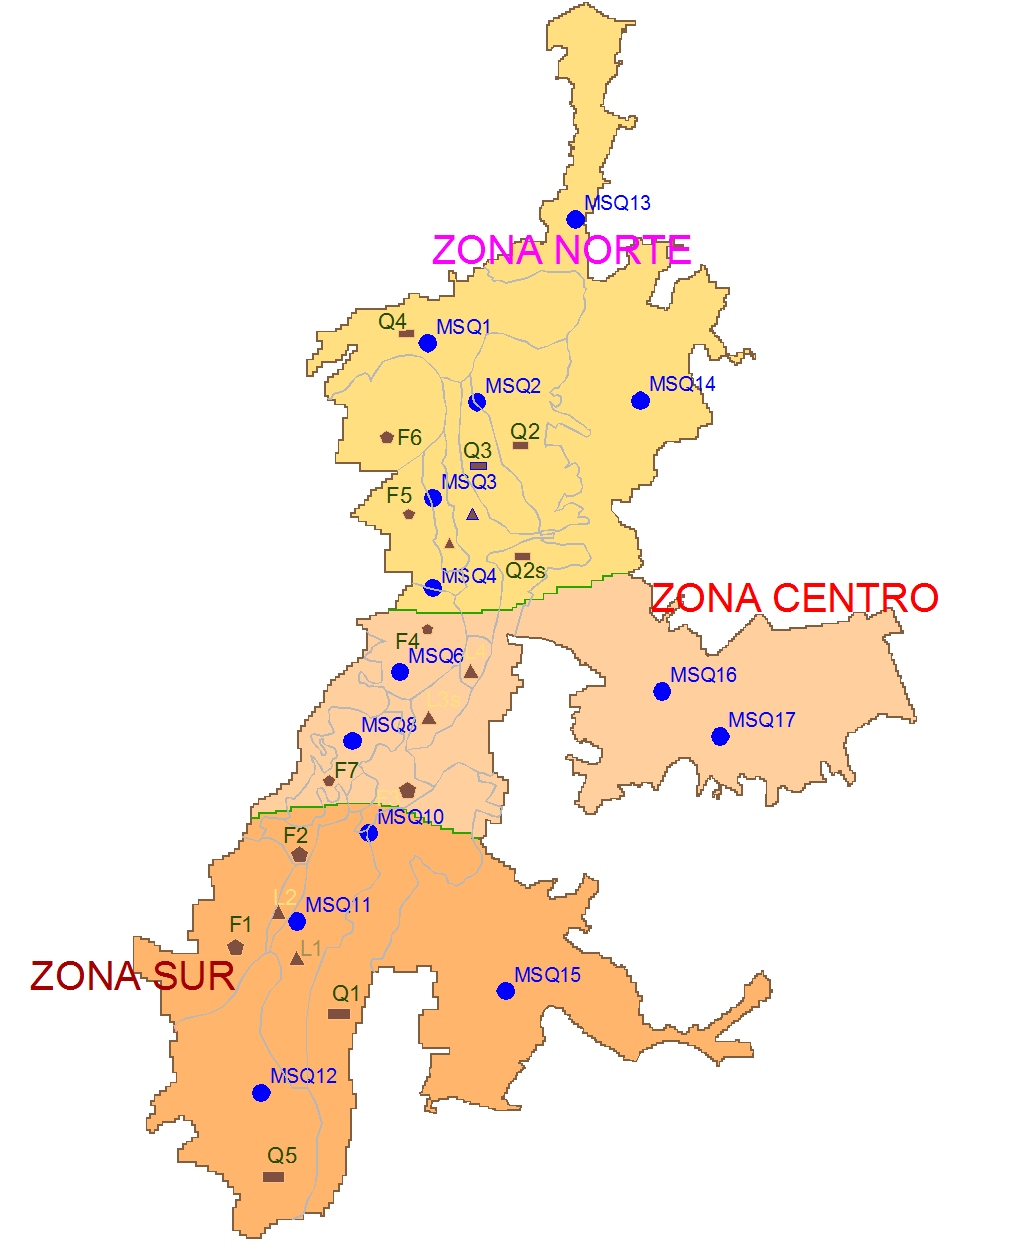 MSQ13
ZONA NORTE
Q4
MSQ1
MSQ2
MSQ14
F6
Q2
Q3
MSQ3
F5
Q2s
MSQ4
ZONA CENTRO
F4
MSQ6
MSQ16
L3s
MSQ8
MSQ17
F7
MSQ10
F2
L2
MSQ11
F1
L1
ZONA SUR
MSQ15
Q1
MSQ12
Q5